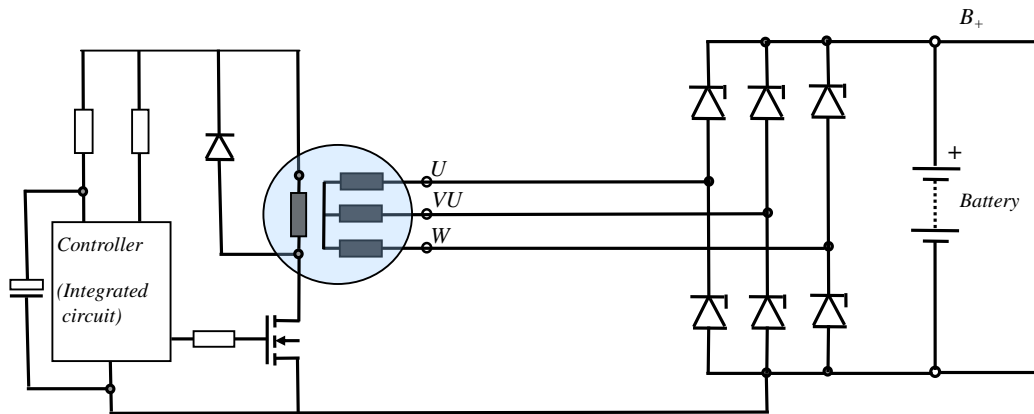 B+
U
VU
W
+
Battery
Controller
(Integrated
circuit)